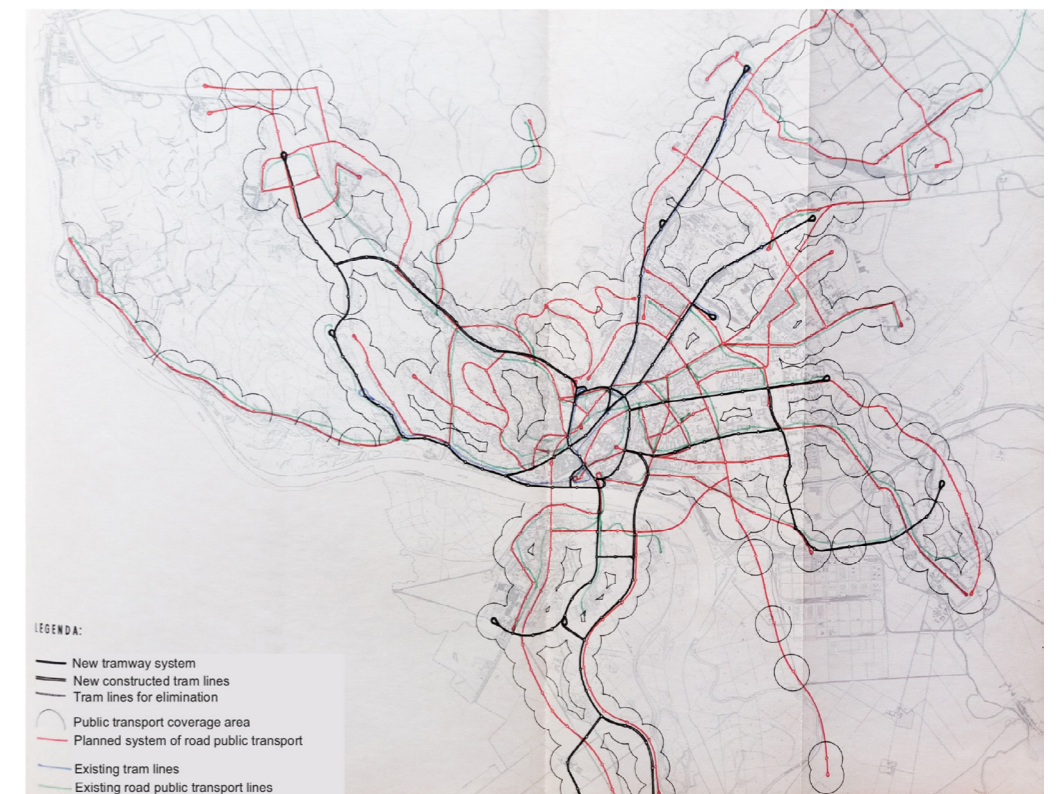 LEGENDA:
New tramway system
New constructed tram lines
Tram lines for elimination
Public transport coverage area
Planned system of road public transport
Existing tram lines
Existing road public transport lines